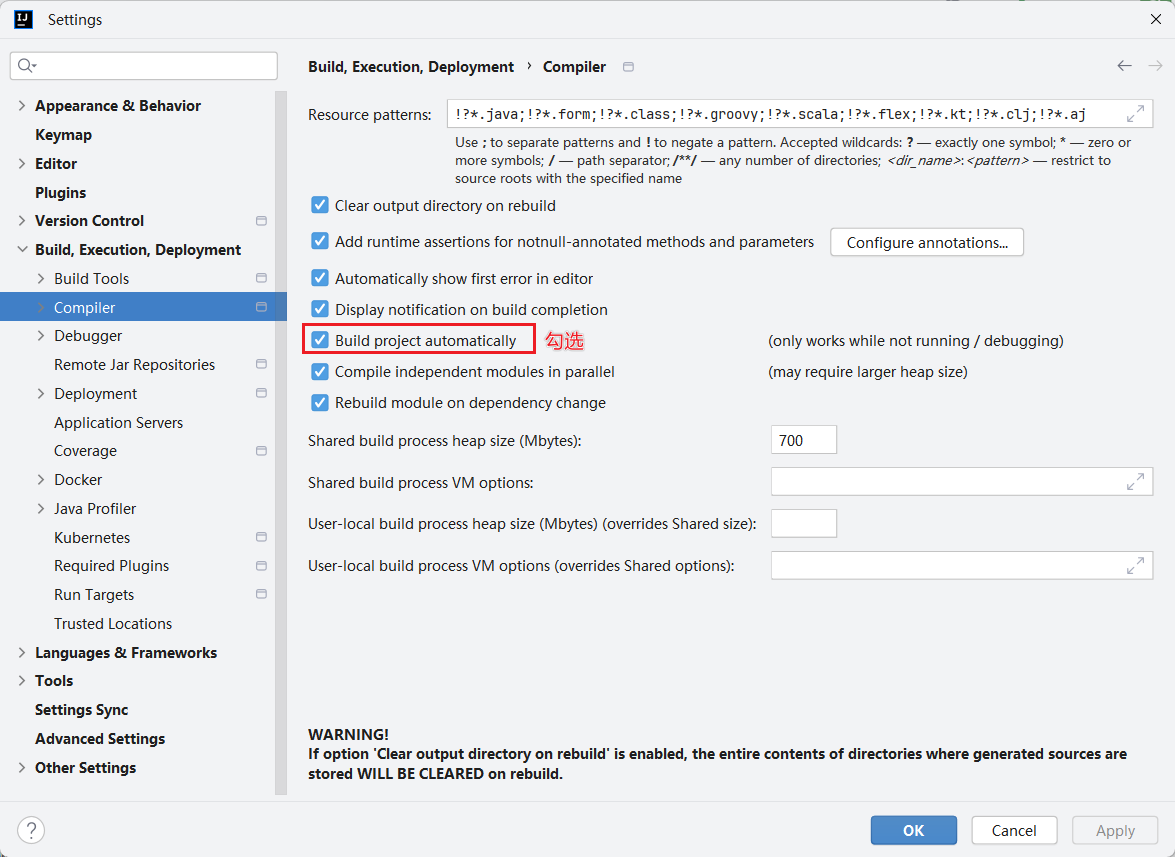 Settings
Appearance & Behavior
Keymap
Editor
Plugins
Version Control
Build, Execution, Deployment
Build Tools
Compiler
Debugger
Remote Jar Repositories
Deployment
Application Servers
Coverage
Docker
Java Profiler
Kubernetes
Required Plugins
Run Targets
Trusted Locations
Languages & Frameworks
Tools
Settings Sync
Advanced Settings
Other Settings
Build, Execution, Deployment › Compiler
Resource patterns: !?*.java;!?*.form;!?*.class;!?*.groovy;!?*.scala;!?*.flex;!?*.kt;!?*.clj;!?*.aj
Use ; to separate patterns and ! to negate a pattern. Accepted wildcards: ? — exactly one symbol; * — zero or
more symbols; / — path separator; /**/ — any number of directories; <dir_name>:<pattern> — restrict to
source roots with the specified name
Clear output directory on rebuild
Add runtime assertions for notnull-annotated methods and parameters Configure annotations...
Automatically show first error in editor
Display notification on build completion
Build project automatically 勾选 (only works while not running / debugging)
Compile independent modules in parallel (may require larger heap size)
Rebuild module on dependency change
Shared build process heap size (Mbytes): 700
Shared build process VM options:
User-local build process heap size (Mbytes) (overrides Shared size):
User-local build process VM options (overrides Shared options):
WARNING!
If option 'Clear output directory on rebuild' is enabled, the entire contents of directories where generated sources are
stored WILL BE CLEARED on rebuild.
? OK Cancel Apply